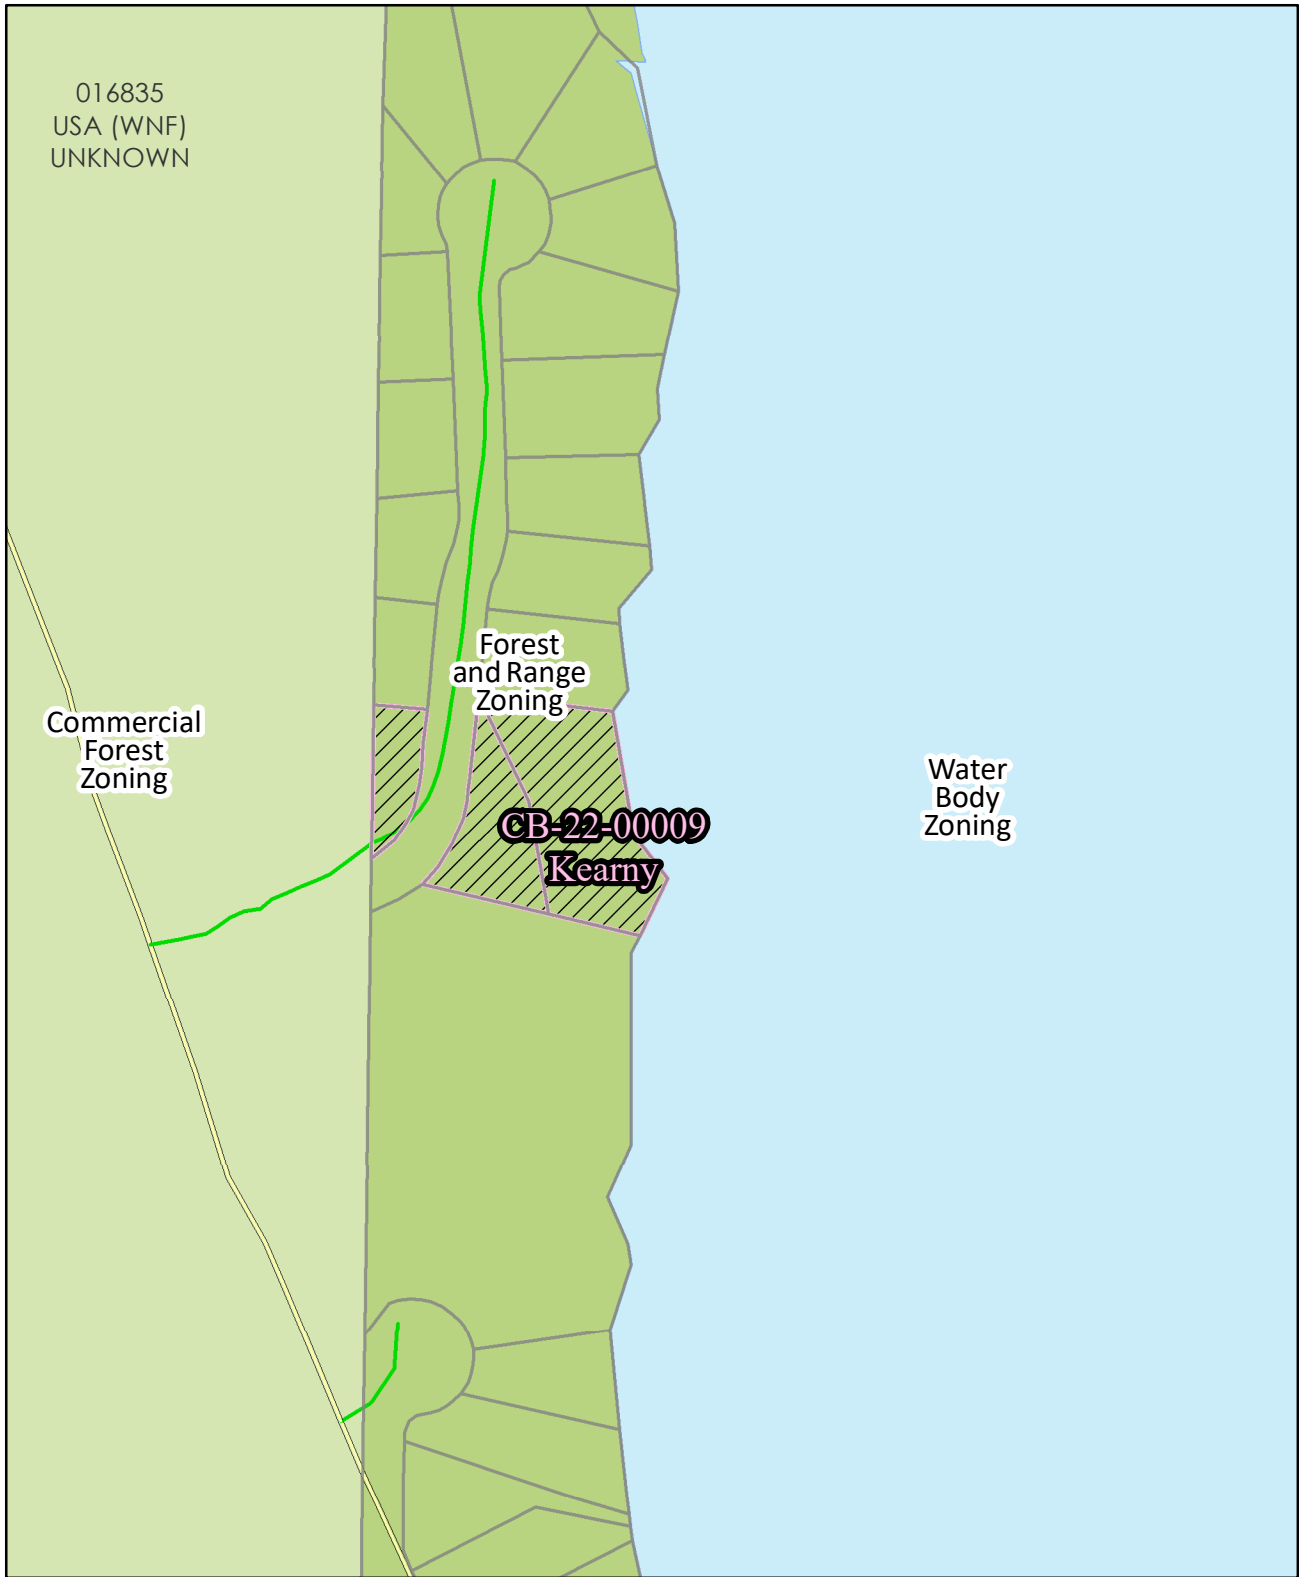 016835
USA (WNF)
UNKNOWN
Forest
and Range
Zoning
Commercial
Forest
Zoning
Water
Body
Zoning
CB-22-00009
Kearny